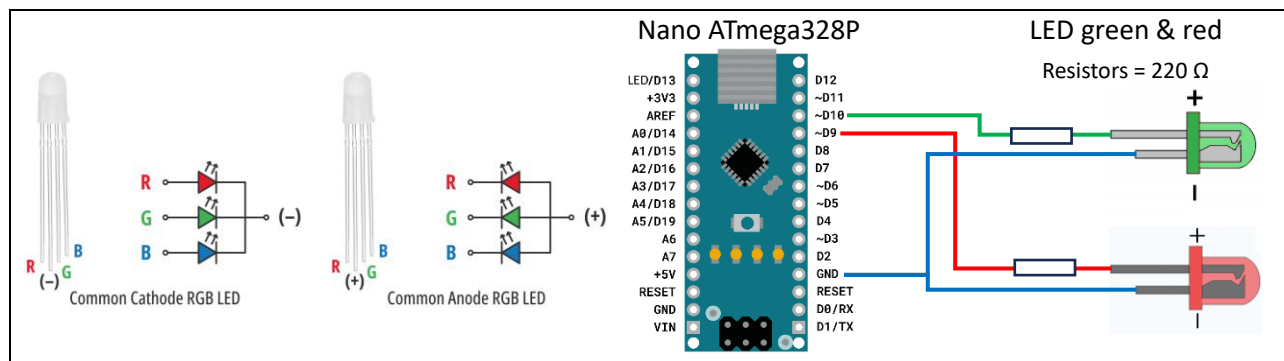 Nano ATmega328P
LED green & red
Resistors = 220 Ω
R
G
B
(−)
R
(−)
G
B
Common Cathode RGB LED
R
G
B
(+)
R
(+)
G
B
Common Anode RGB LED
LED/D13
+3V3
AREF
A0/D14
A1/D15
A2/D16
A3/D17
A4/D18
A5/D19
A6
A7
+5V
RESET
GND
VIN
D12
~D11
~D10
~D9
D8
D7
~D6
~D5
D4
~D3
D2
GND
RESET
D0/RX
D1/TX
+
−
+
−